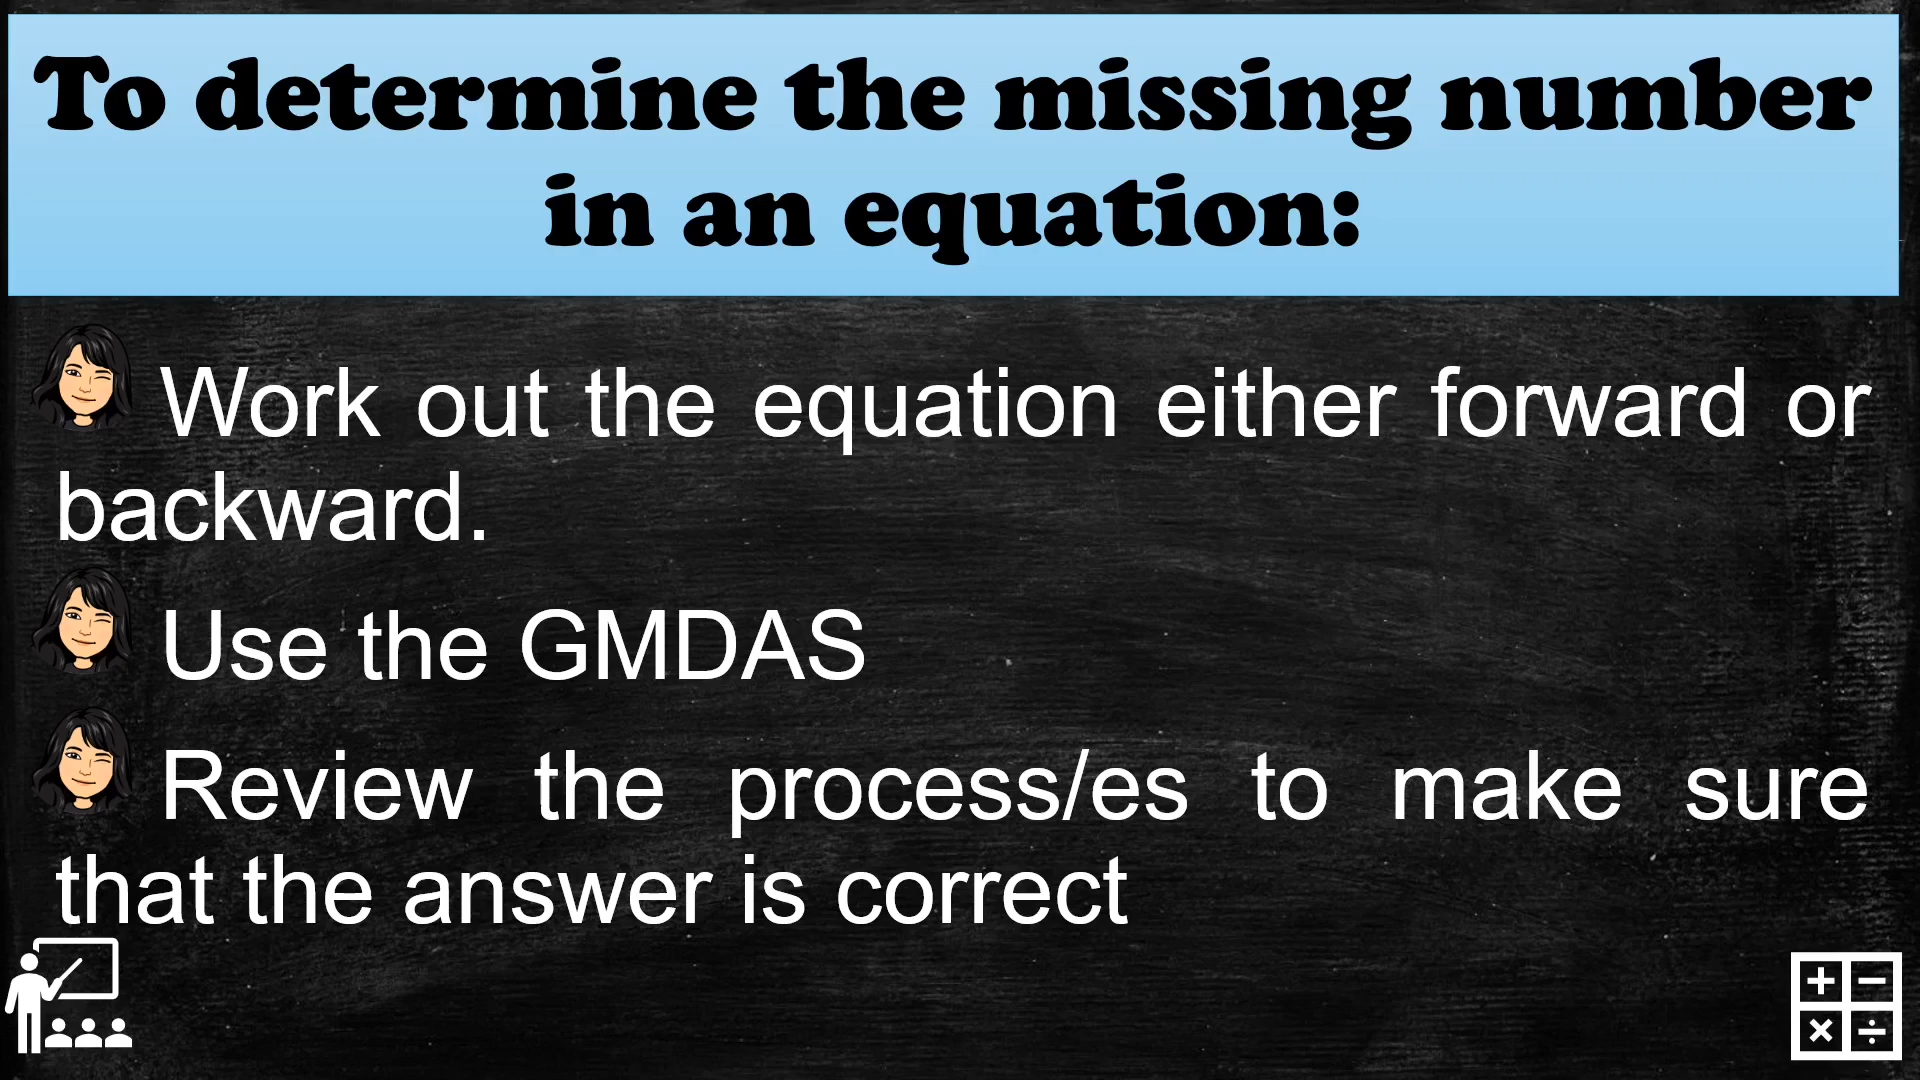 To determine the missing number
in an equation:
Work out the equation either forward or
backward.
Use the GMDAS
Review the process/es to make sure
that the answer is correct